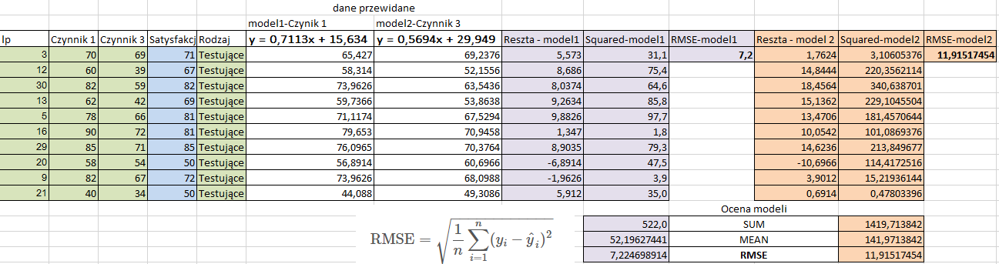 dane przewidane
model1-Czynik 1 model2-Czynnik 3
lp Czynnik 1 Czynnik 3 Satysfakcj Rodzaj y = 0,7113x + 15,634 y = 0,5694x + 29,949 Reszta - model1 Squared-model1 RMSE-model1 Reszta - model 2 Squared-model2 RMSE-model2
3 70 69 71 Testujące 65,427 69,2376 5,573 31,1 7,2 1,7624 3,10605376 11,91517454
12 60 39 67 Testujące 58,314 52,1556 8,686 75,4 14,8444 220,3562114
30 82 59 82 Testujące 73,9626 63,5436 8,0374 64,6 18,4564 340,638701
13 62 42 69 Testujące 59,7366 53,8638 9,2634 85,8 15,1362 229,1045504
5 78 66 81 Testujące 71,1174 67,5294 9,8826 97,7 13,4706 181,4570644
16 90 72 81 Testujące 79,653 70,9458 1,347 1,8 10,0542 101,0869376
29 85 71 85 Testujące 76,0965 70,3764 8,9035 79,3 14,6236 213,849677
20 58 54 50 Testujące 56,8914 60,6966 -6,8914 47,5 -10,6966 114,4172516
9 82 67 72 Testujące 73,9626 68,0988 -1,9626 3,9 3,9012 15,21936144
21 40 34 50 Testujące 44,088 49,3086 5,912 35,0 0,6914 0,47803396
Ocena modeli
522,0 SUM 1419,713842
52,19627441 MEAN 141,9713842
7,224698914 RMSE 11,91517454
RMSE = √(1/n ∑ᵢ₌₁ⁿ (yᵢ − ŷᵢ)²)